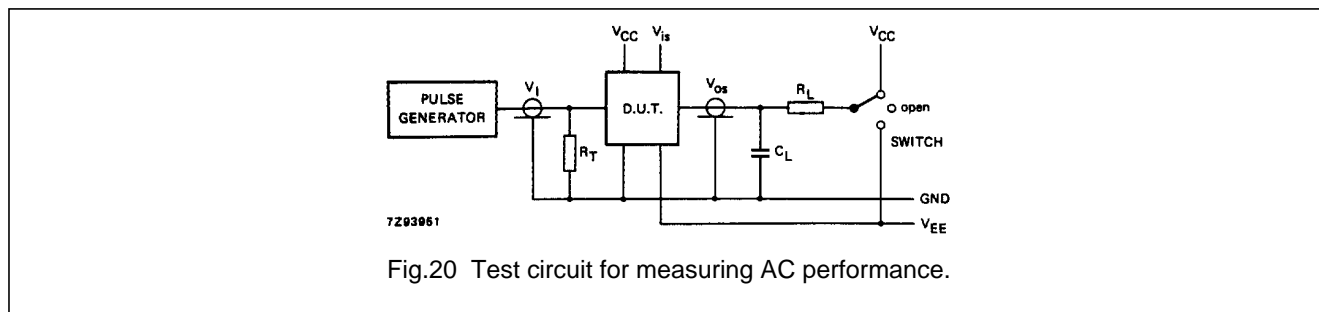 VCC
Vis
VCC
PULSE
GENERATOR
VI
D.U.T.
Vos
RL
open
SWITCH
RT
CL
GND
VEE
7Z93951
Fig.20 Test circuit for measuring AC performance.